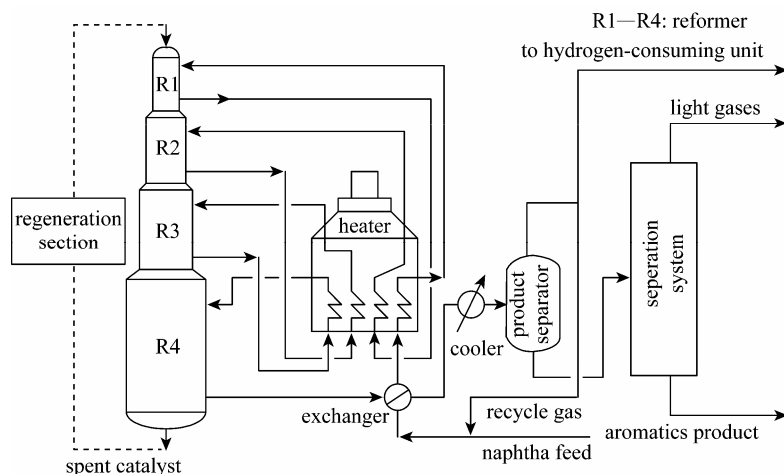 R1—R4: reformer
to hydrogen-consuming unit
light gases
R1
R2
R3
R4
regeneration
section
heater
product
separator
seperation
system
cooler
exchanger
recycle gas
naphtha feed
aromatics product
spent catalyst